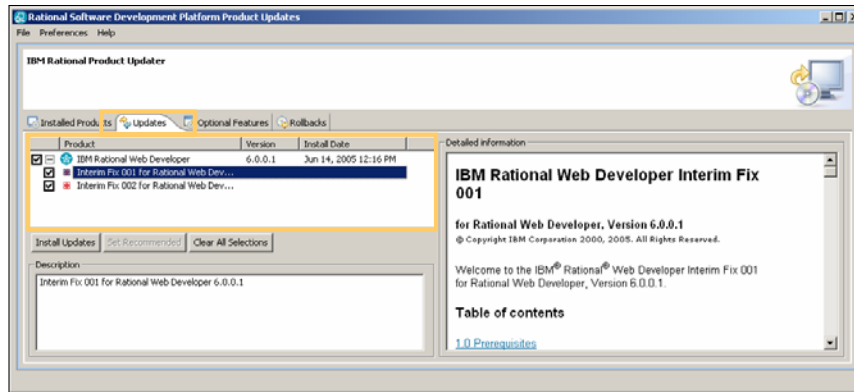 Rational Software Development Platform Product Updates
File Preferences Help
IBM Rational Product Updater
Installed Products Updates Optional Features Rollbacks
Product Version Install Date
IBM Rational Web Developer 6.0.0.1 Jun 14, 2005 12:16 PM
Interim Fix 001 for Rational Web Dev...
Interim Fix 002 for Rational Web Dev...
Install Updates Set Recommended Clear All Selections
Description
Interim Fix 001 for Rational Web Developer 6.0.0.1
Detailed information
IBM Rational Web Developer Interim Fix
001
for Rational Web Developer, Version 6.0.0.1
© Copyright IBM Corporation 2000, 2005. All Rights Reserved.
Welcome to the IBM® Rational® Web Developer Interim Fix 001
for Rational Web Developer, Version 6.0.0.1.
Table of contents
1.0 Prerequisites